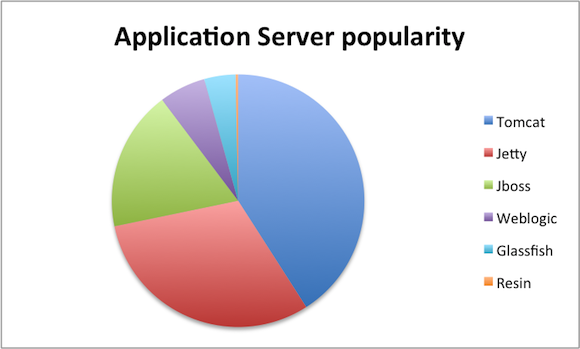 Application Server popularity
Tomcat
Jetty
Jboss
Weblogic
Glassfish
Resin